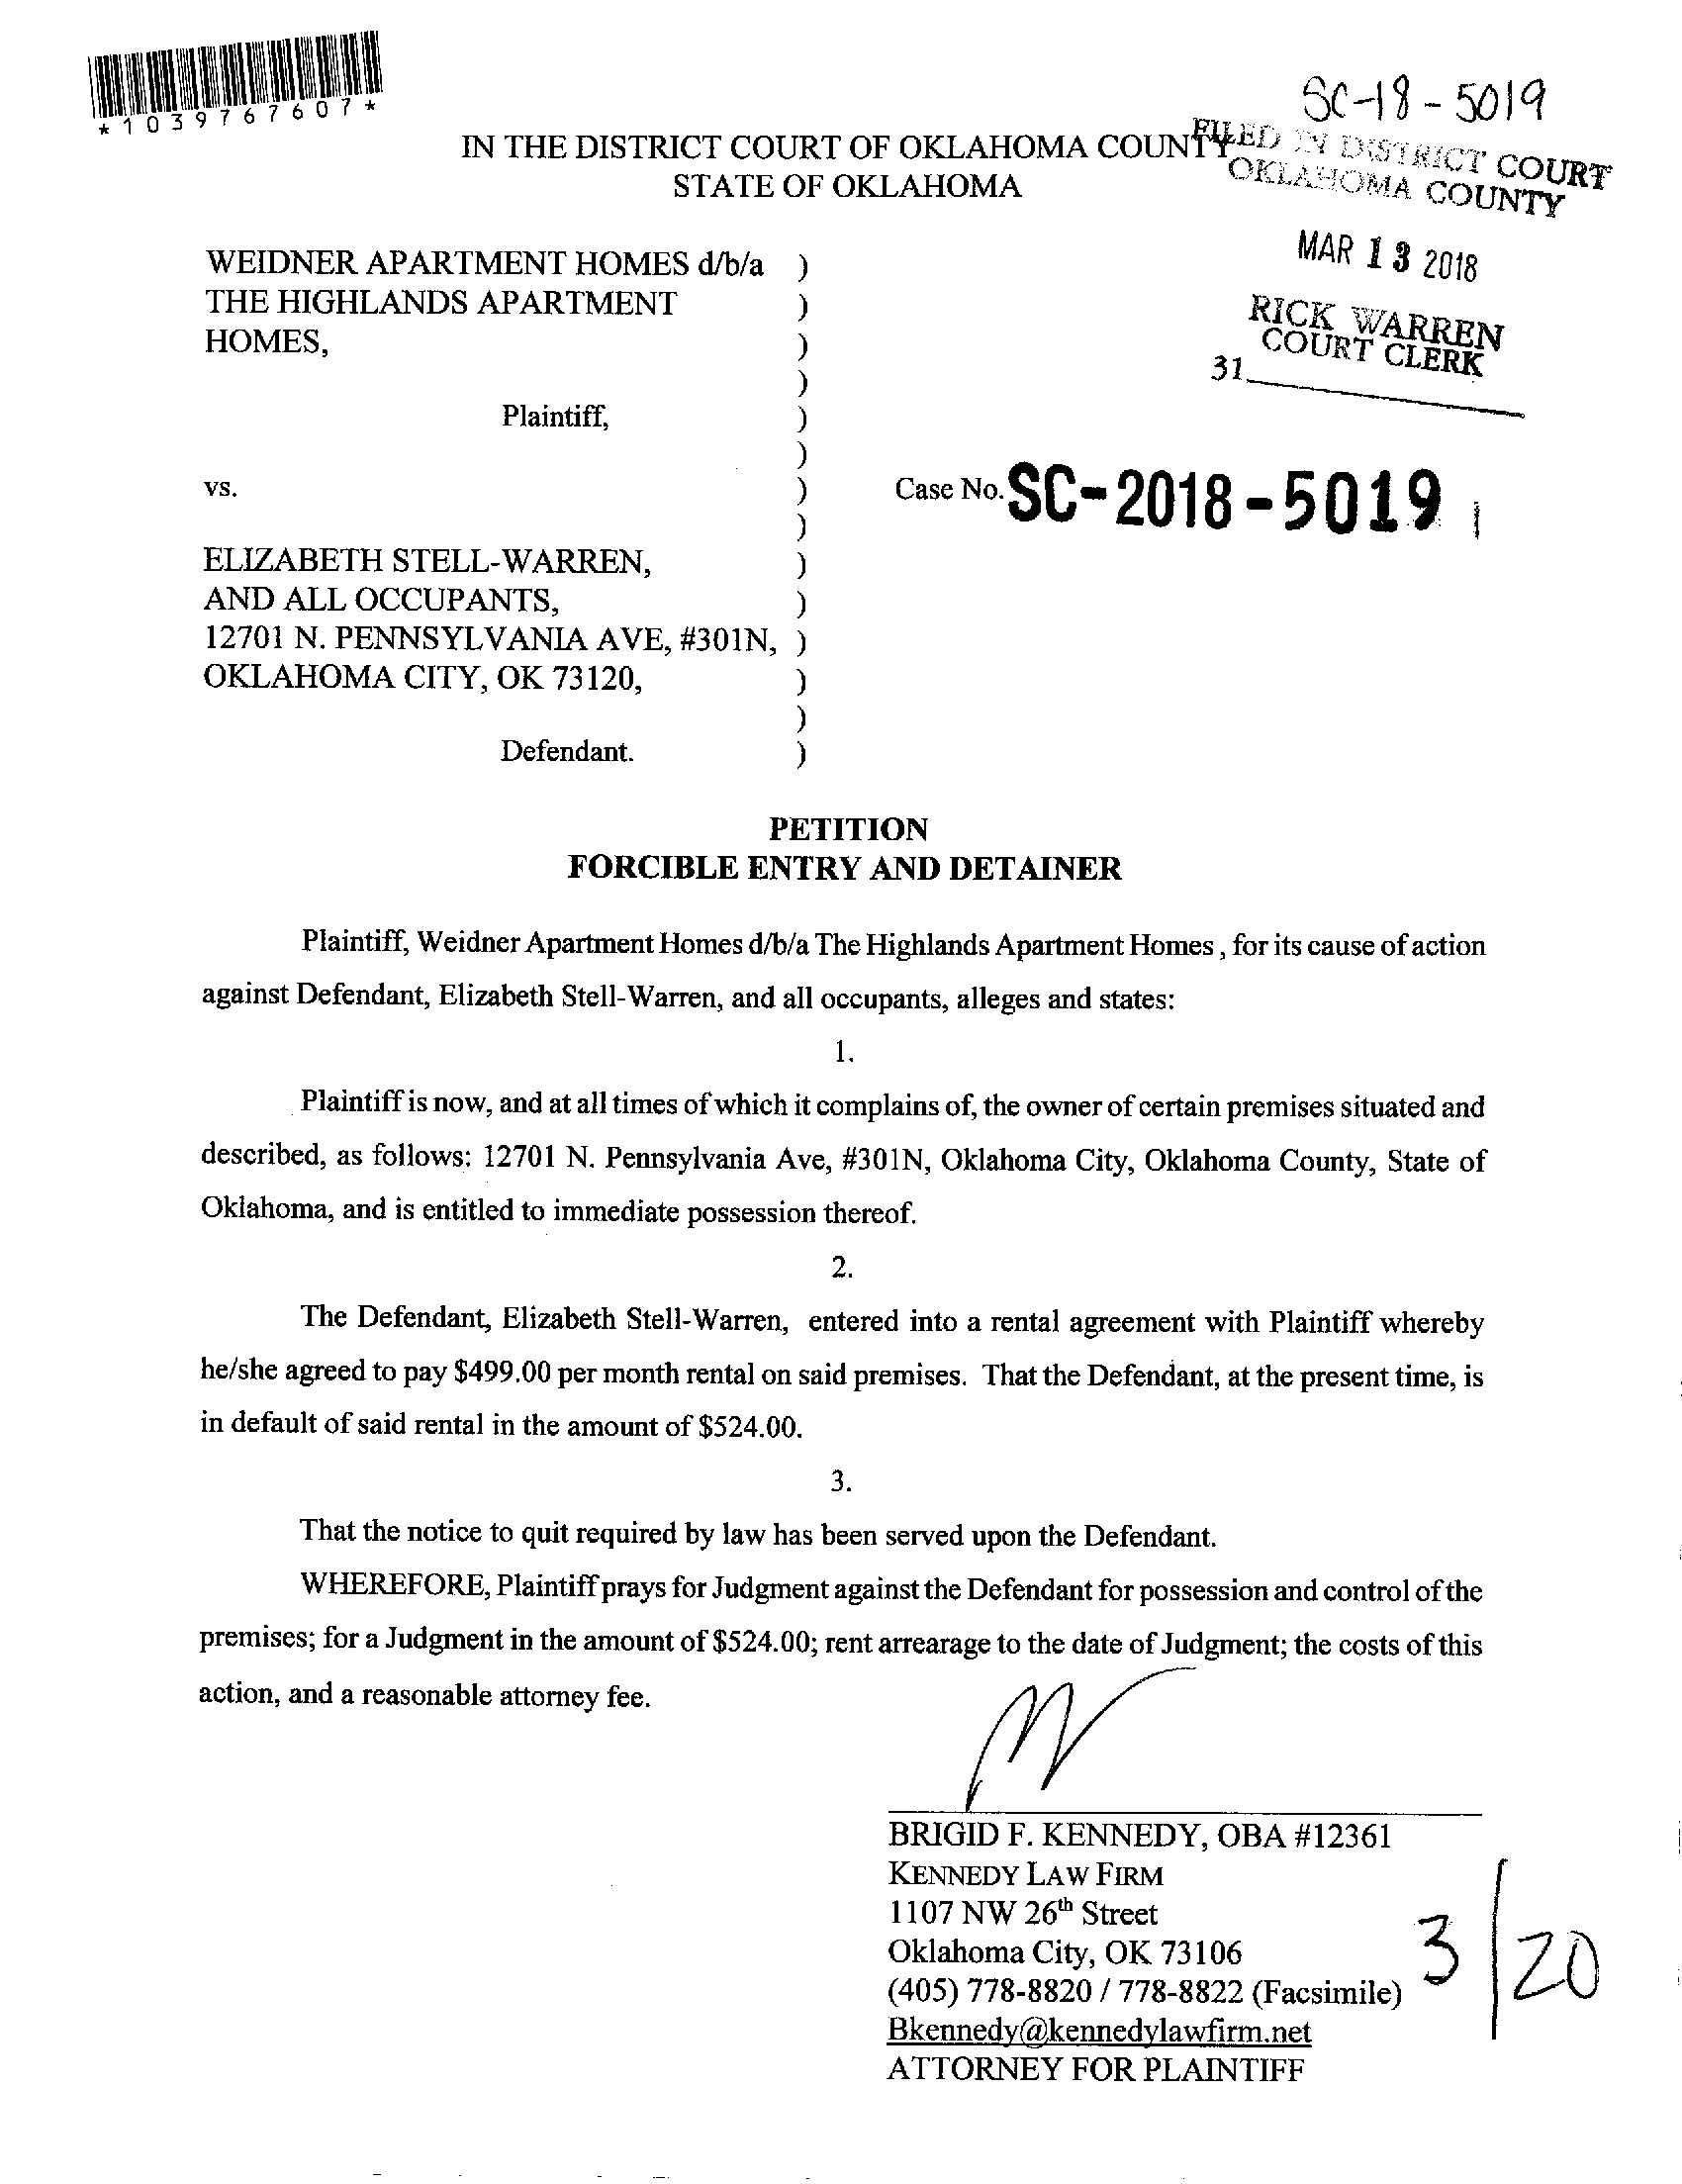 *1039767607*
SC-18-5019
IN THE DISTRICT COURT OF OKLAHOMA COUNTY
STATE OF OKLAHOMA
FILED IN DISTRICT COURT
OKLAHOMA COUNTY
MAR 13 2018
RICK WARREN
COURT CLERK
31
WEIDNER APARTMENT HOMES d/b/a )
THE HIGHLANDS APARTMENT )
HOMES, )
)
Plaintiff, )
)
vs. ) Case No. SC-2018-5019
)
ELIZABETH STELL-WARREN, )
AND ALL OCCUPANTS, )
12701 N. PENNSYLVANIA AVE, #301N, )
OKLAHOMA CITY, OK 73120, )
)
Defendant. )
PETITION
FORCIBLE ENTRY AND DETAINER
Plaintiff, Weidner Apartment Homes d/b/a The Highlands Apartment Homes , for its cause of action
against Defendant, Elizabeth Stell-Warren, and all occupants, alleges and states:
1.
Plaintiff is now, and at all times of which it complains of, the owner of certain premises situated and
described, as follows: 12701 N. Pennsylvania Ave, #301N, Oklahoma City, Oklahoma County, State of
Oklahoma, and is entitled to immediate possession thereof.
2.
The Defendant, Elizabeth Stell-Warren, entered into a rental agreement with Plaintiff whereby
he/she agreed to pay $499.00 per month rental on said premises. That the Defendant, at the present time, is
in default of said rental in the amount of $524.00.
3.
That the notice to quit required by law has been served upon the Defendant.
WHEREFORE, Plaintiff prays for Judgment against the Defendant for possession and control of the
premises; for a Judgment in the amount of $524.00; rent arrearage to the date of Judgment; the costs of this
action, and a reasonable attorney fee.
BRIGID F. KENNEDY, OBA #12361
KENNEDY LAW FIRM
1107 NW 26th Street
Oklahoma City, OK 73106
(405) 778-8820 / 778-8822 (Facsimile)
Bkennedy@kennedylawfirm.net
ATTORNEY FOR PLAINTIFF
3/20